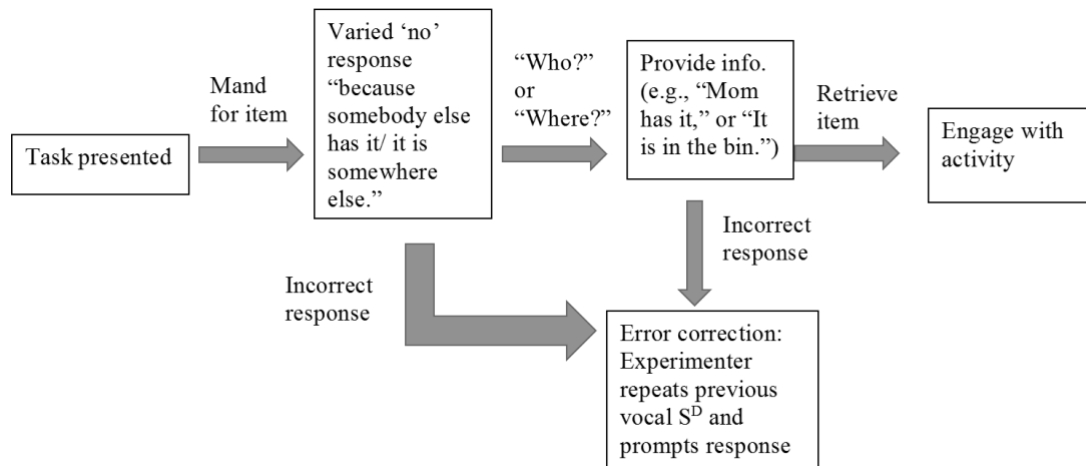 Task presented
Mand
for item
Varied ‘no’
response
“because
somebody else
has it/ it is
somewhere
else.”
“Who?”
or
“Where?”
Provide info.
(e.g., “Mom
has it,” or “It
is in the bin.”)
Retrieve
item
Engage with
activity
Incorrect
response
Incorrect
response
Error correction:
Experimenter
repeats previous
vocal S^D and
prompts response